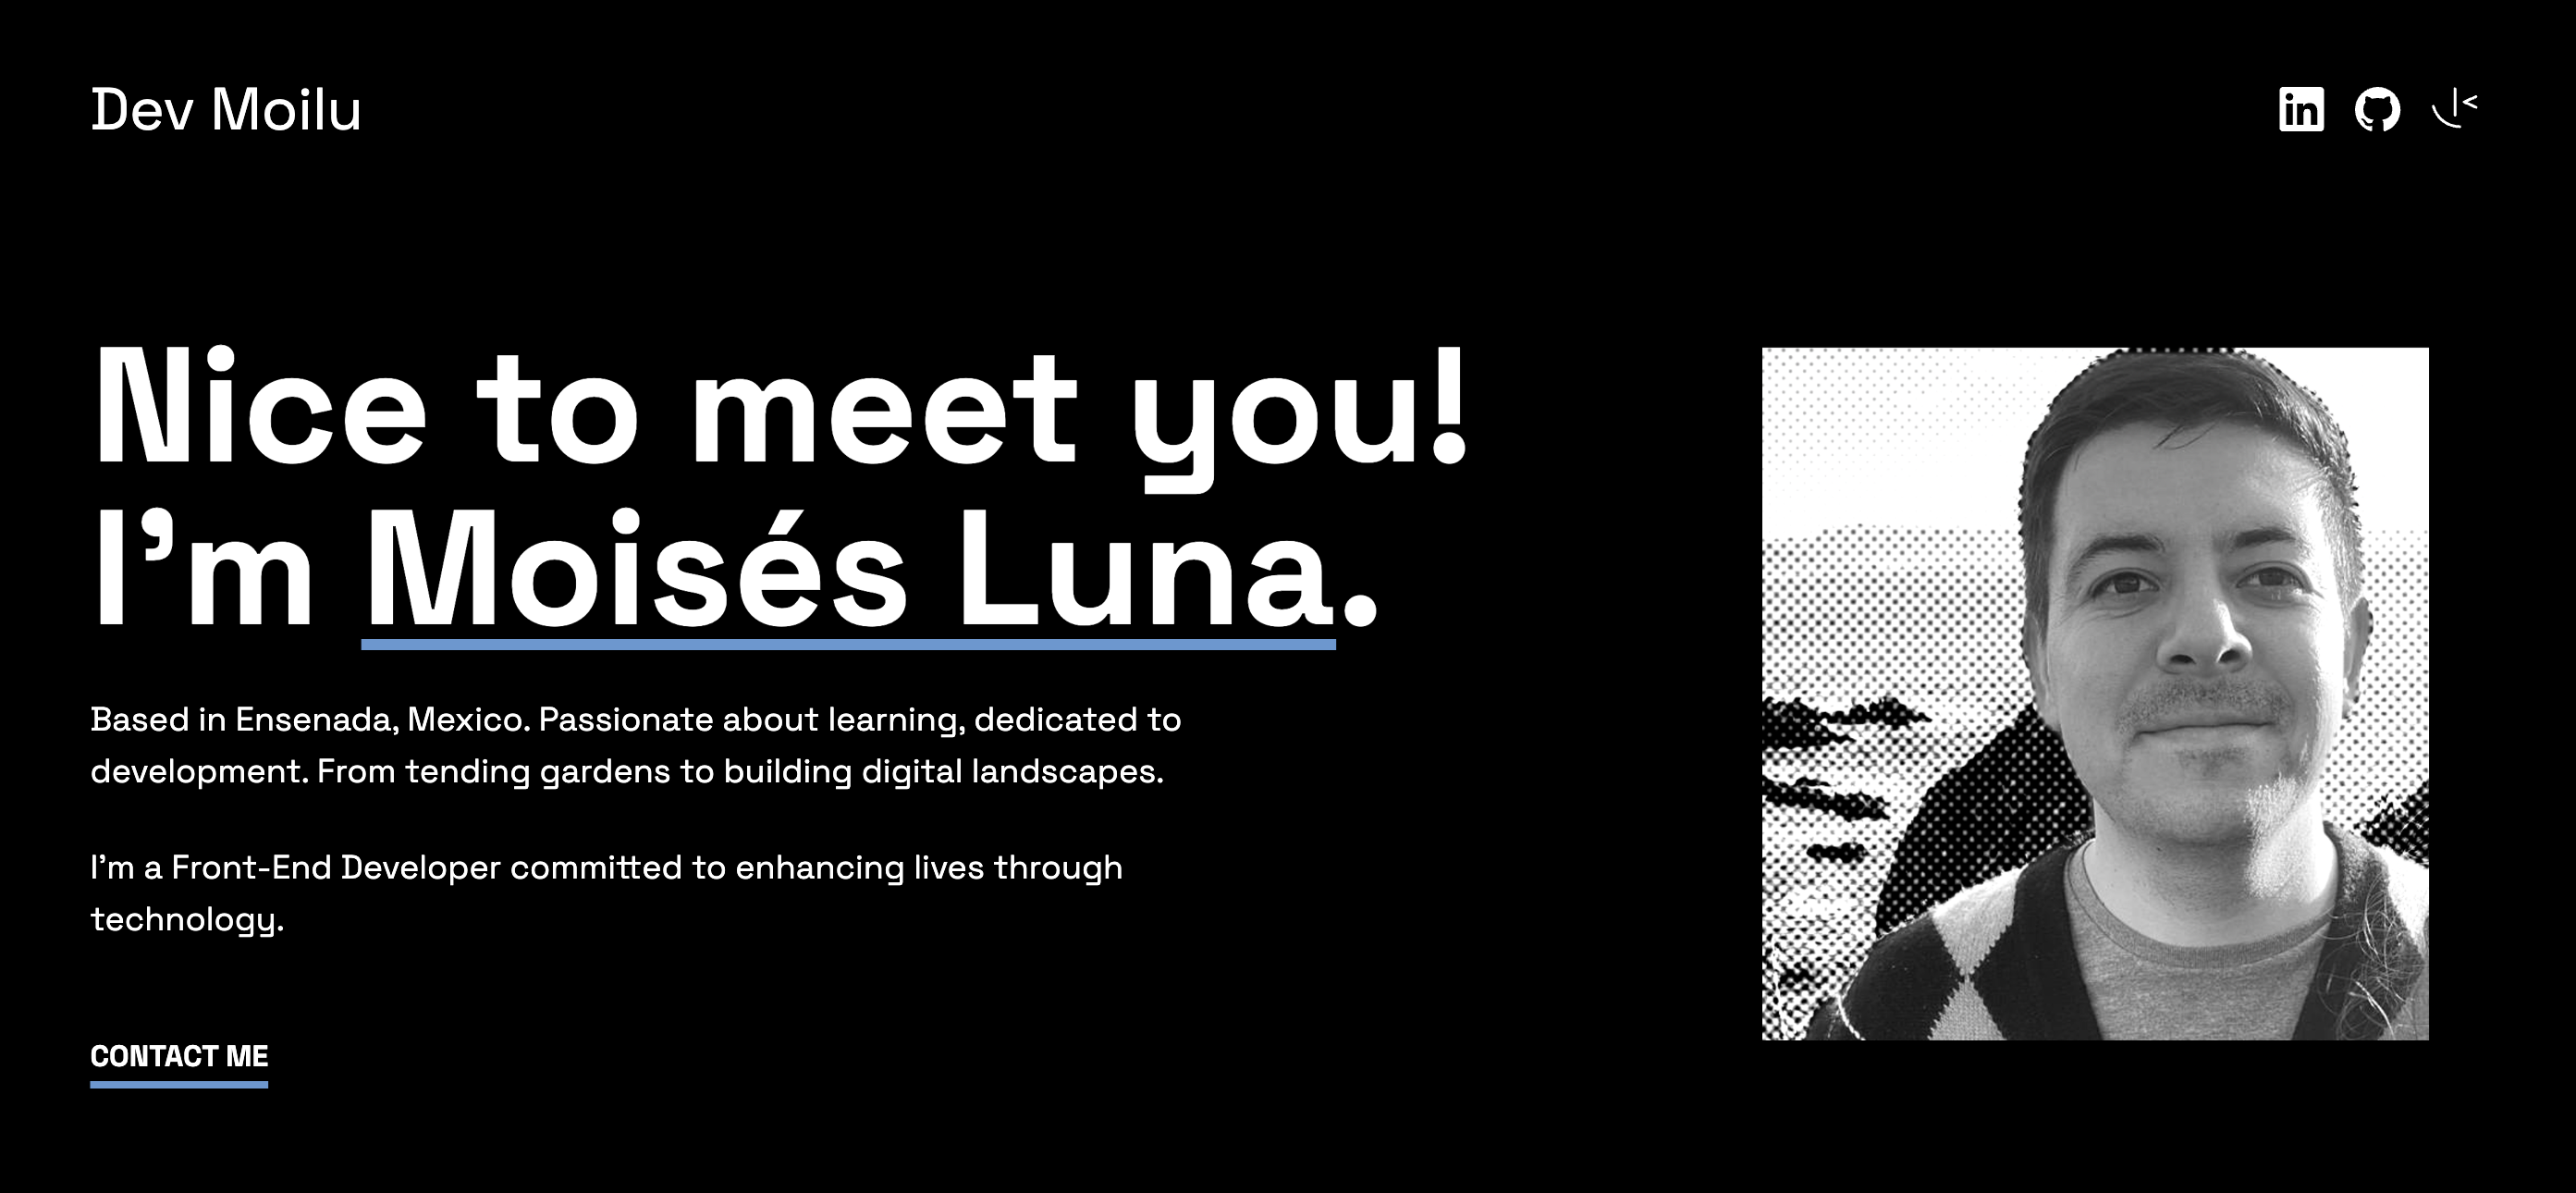 Dev Moilu
in
Nice to meet you!
I’m Moisés Luna.
Based in Ensenada, Mexico. Passionate about learning, dedicated to
development. From tending gardens to building digital landscapes.
I’m a Front-End Developer committed to enhancing lives through
technology.
CONTACT ME